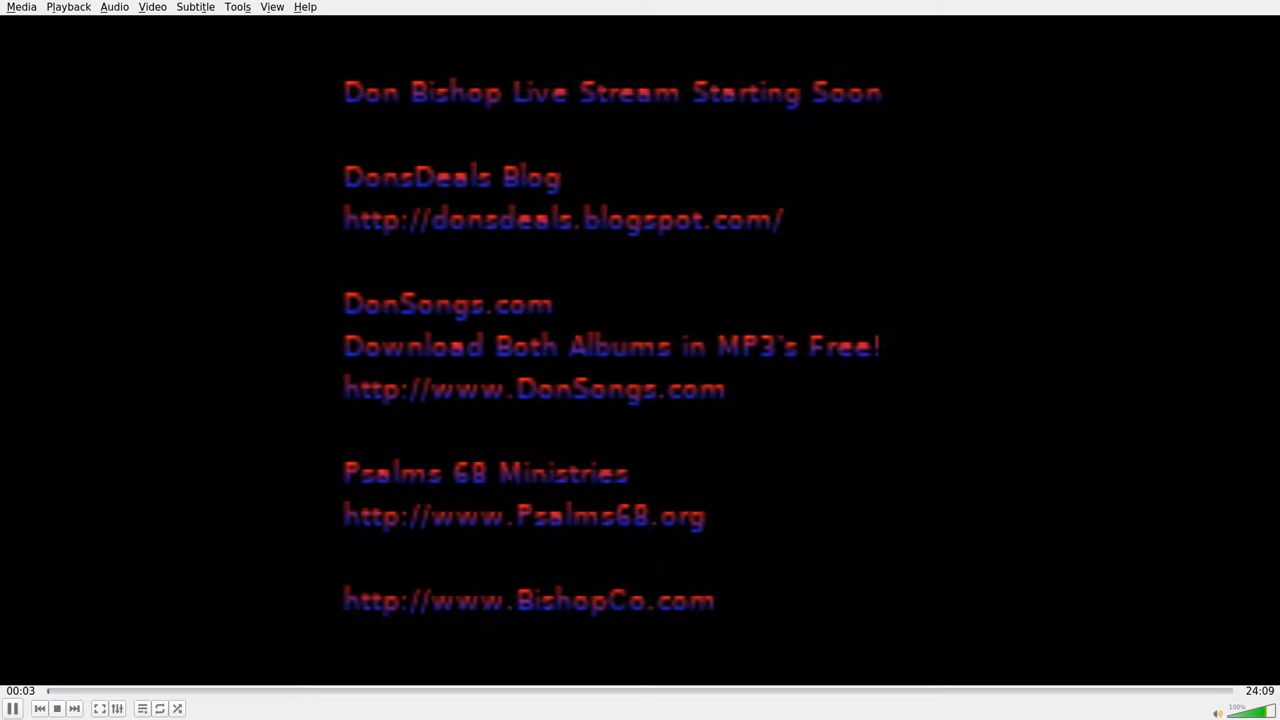 Media Playback Audio Video Subtitle Tools View Help
Don Bishop Live Stream Starting Soon
DonsDeals Blog
http://donsdeals.blogspot.com/
DonSongs.com
Download Both Albums in MP3's Free!
http://www.DonSongs.com
Psalms 68 Ministries
http://www.Psalms68.org
http://www.BishopCo.com
00:03 24:09
100%